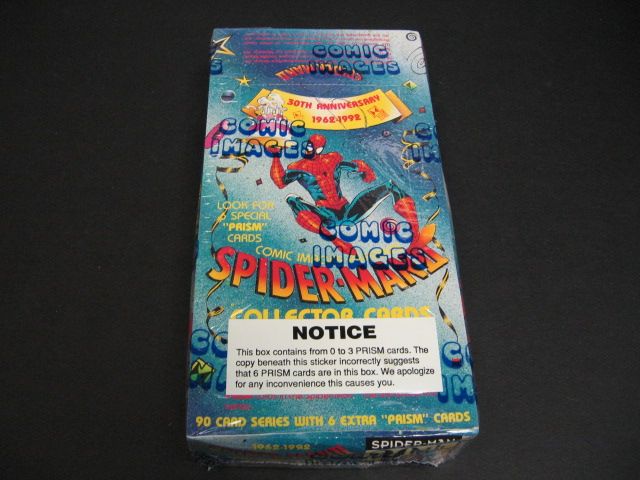 COMIC
IMAGES
30TH ANNIVERSARY
1962-1992
COMIC
IMAGES
LOOK FOR
6 SPECIAL
"PRISM"
CARDS
COMIC IM
COMIC
IMAGES
SPIDER-MAN II
COLLECTOR CARDS
NOTICE
This box contains from 0 to 3 PRISM cards. The
copy beneath this sticker incorrectly suggests
that 6 PRISM cards are in this box. We apologize
for any inconvenience this causes you.
90 CARD SERIES WITH 6 EXTRA "PRISM" CARDS
1962-1992
SPIDER-MAN